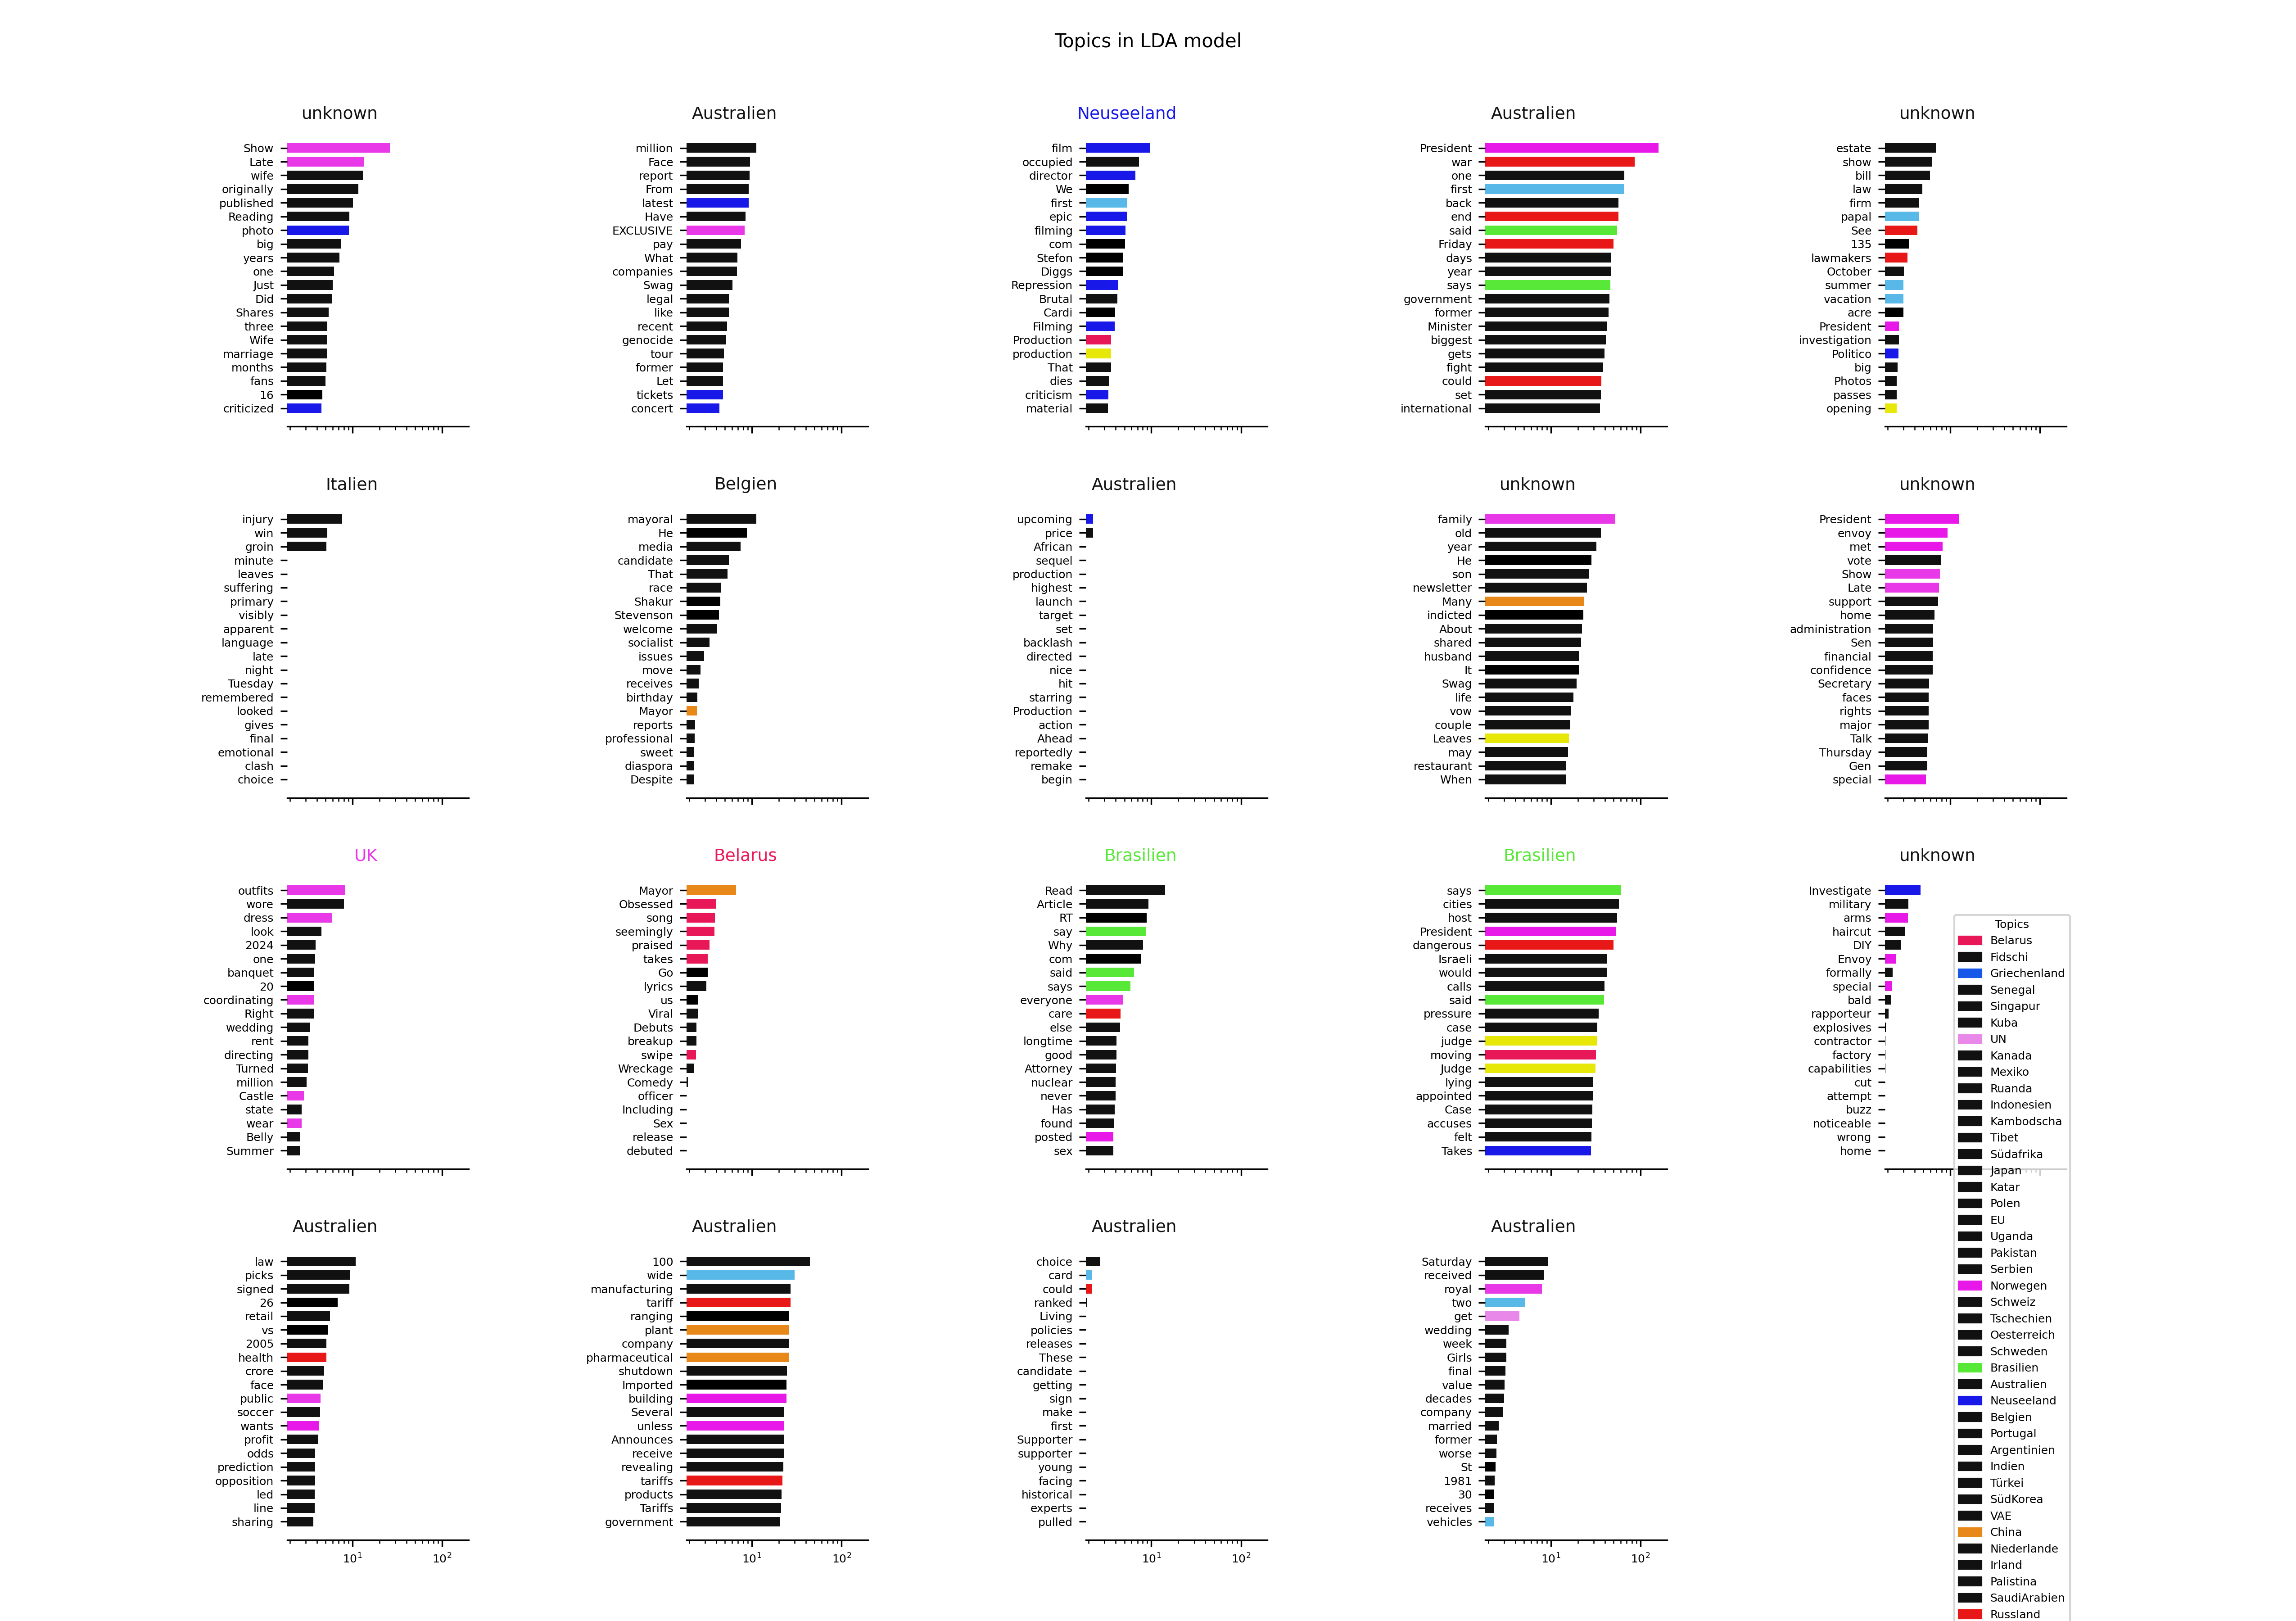 Topics in LDA model
unknown
Show
Late
wife
originally
published
Reading
photo
big
years
one
Just
Did
Shares
three
Wife
marriage
months
fans
16
criticized
Australien
million
Face
report
From
latest
Have
EXCLUSIVE
pay
What
companies
Swag
legal
like
recent
genocide
tour
former
Let
tickets
concert
Neuseeland
film
occupied
director
We
first
epic
filming
com
Stefon
Diggs
Repression
Brutal
Cardi
Filming
Production
production
That
dies
criticism
material
Australien
President
war
one
first
back
end
said
Friday
days
year
says
government
former
Minister
biggest
gets
fight
could
set
international
unknown
estate
show
bill
law
firm
papal
See
135
lawmakers
October
summer
vacation
acre
President
investigation
Politico
big
Photos
passes
opening
Italien
injury
win
groin
minute
leaves
suffering
primary
visibly
apparent
language
late
night
Tuesday
remembered
looked
gives
final
emotional
clash
choice
Belgien
mayoral
He
media
candidate
That
race
Shakur
Stevenson
welcome
socialist
issues
move
receives
birthday
Mayor
reports
professional
sweet
diaspora
Despite
Australien
upcoming
price
African
sequel
production
highest
launch
target
set
backlash
directed
nice
hit
starring
Production
action
Ahead
reportedly
remake
begin
unknown
family
old
year
He
son
newsletter
Many
indicted
About
shared
husband
It
Swag
life
vow
couple
Leaves
may
restaurant
When
unknown
President
envoy
met
vote
Show
Late
support
home
administration
Sen
financial
confidence
Secretary
faces
rights
major
Talk
Thursday
Gen
special
UK
outfits
wore
dress
look
2024
one
banquet
20
coordinating
Right
wedding
rent
directing
Turned
million
Castle
state
wear
Belly
Summer
Belarus
Mayor
Obsessed
song
seemingly
praised
takes
Go
lyrics
us
Viral
Debuts
breakup
swipe
Wreckage
Comedy
officer
Including
Sex
release
debuted
Brasilien
Read
Article
RT
say
Why
com
said
says
everyone
care
else
longtime
good
Attorney
nuclear
never
Has
found
posted
sex
Brasilien
says
cities
host
President
dangerous
Israeli
would
calls
said
pressure
case
judge
moving
Judge
lying
appointed
Case
accuses
felt
Takes
unknown
Investigate
military
arms
haircut
DIY
Envoy
formally
special
bald
rapporteur
explosives
contractor
factory
capabilities
cut
attempt
buzz
noticeable
wrong
home
Australien
law
picks
signed
26
retail
vs
2005
health
crore
face
public
soccer
wants
profit
odds
prediction
opposition
led
line
sharing
10^1
10^2
Australien
100
wide
manufacturing
tariff
ranging
plant
company
pharmaceutical
shutdown
Imported
building
Several
unless
Announces
receive
revealing
tariffs
products
Tariffs
government
10^1
10^2
Australien
choice
card
could
ranked
Living
policies
releases
These
candidate
getting
sign
make
first
Supporter
supporter
young
facing
historical
experts
pulled
10^1
10^2
Australien
Saturday
received
royal
two
get
wedding
week
Girls
final
value
decades
company
married
former
worse
St
1981
30
receives
vehicles
10^1
10^2
Topics
Belarus
Fidschi
Griechenland
Senegal
Singapur
Kuba
UN
Kanada
Mexiko
Ruanda
Indonesien
Kambodscha
Tibet
Südafrika
Japan
Katar
Polen
EU
Uganda
Pakistan
Serbien
Norwegen
Schweiz
Tschechien
Oesterreich
Schweden
Brasilien
Australien
Neuseeland
Belgien
Portugal
Argentinien
Indien
Türkei
SüdKorea
VAE
China
Niederlande
Irland
Palistina
SaudiArabien
Russland